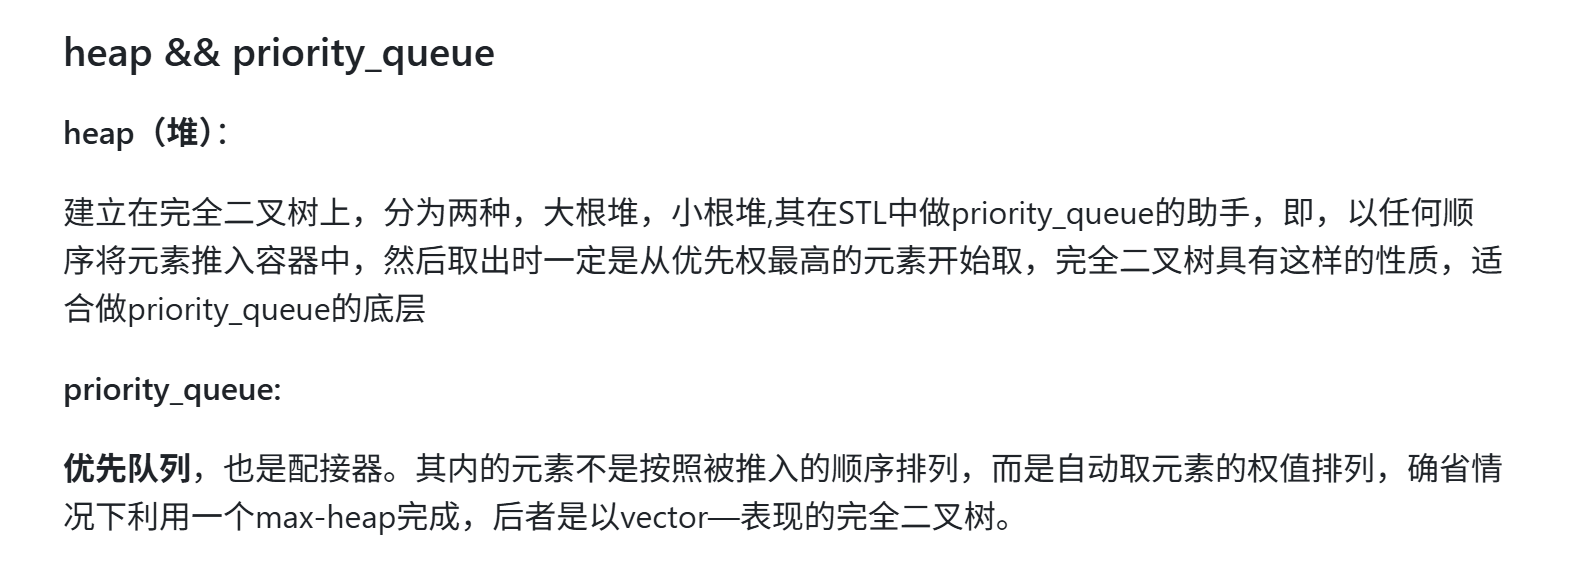 heap && priority_queue
heap（堆）：
建立在完全二叉树上，分为两种，大根堆，小根堆,其在STL中做priority_queue的助手，即，以任何顺
序将元素推入容器中，然后取出时一定是从优先权最高的元素开始取，完全二叉树具有这样的性质，适
合做priority_queue的底层
priority_queue:
优先队列，也是配接器。其内的元素不是按照被推入的顺序排列，而是自动取元素的权值排列，确省情
况下利用一个max-heap完成，后者是以vector—表现的完全二叉树。